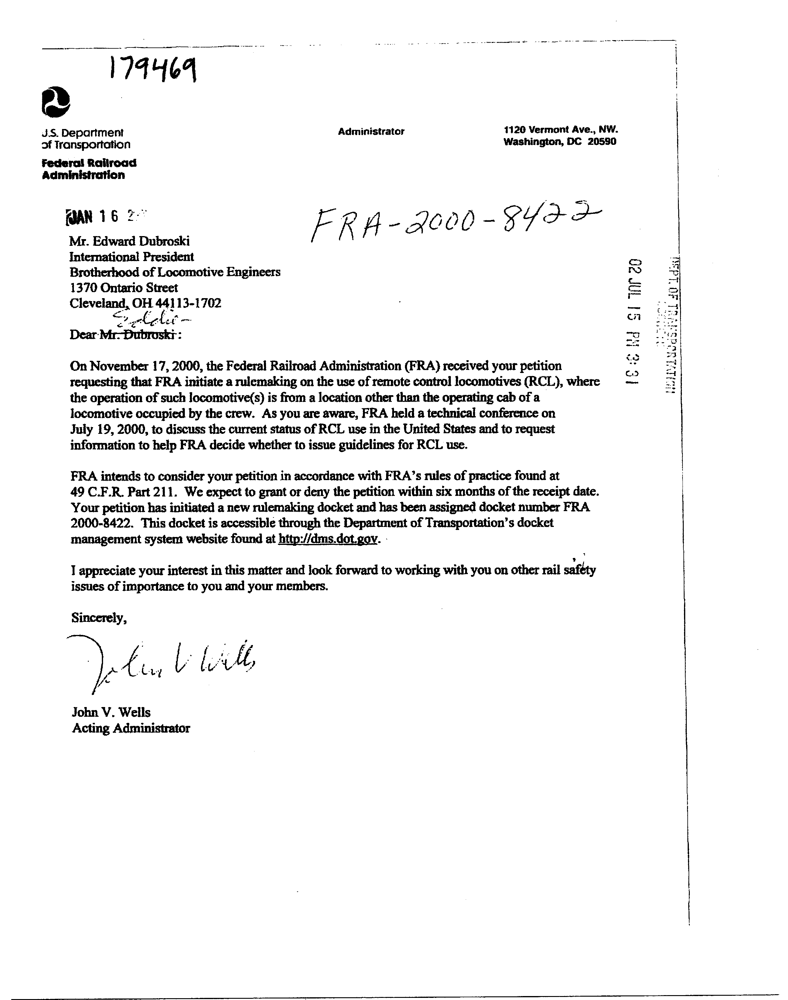 179469
U.S. Department
of Transportation
Federal Railroad
Administration
Administrator
1120 Vermont Ave., NW.
Washington, DC 20590
JAN 16
FRA-2000-8422
Mr. Edward Dubroski
International President
Brotherhood of Locomotive Engineers
1370 Ontario Street
Cleveland, OH 44113-1702
Dear Mr. Dubroski:
02 JUL 15 PM 3:31
DEPT. OF TRANSPORTATION
On November 17, 2000, the Federal Railroad Administration (FRA) received your petition
requesting that FRA initiate a rulemaking on the use of remote control locomotives (RCL), where
the operation of such locomotive(s) is from a location other than the operating cab of a
locomotive occupied by the crew. As you are aware, FRA held a technical conference on
July 19, 2000, to discuss the current status of RCL use in the United States and to request
information to help FRA decide whether to issue guidelines for RCL use.
FRA intends to consider your petition in accordance with FRA's rules of practice found at
49 C.F.R. Part 211. We expect to grant or deny the petition within six months of the receipt date.
Your petition has initiated a new rulemaking docket and has been assigned docket number FRA
2000-8422. This docket is accessible through the Department of Transportation's docket
management system website found at http://dms.dot.gov.
I appreciate your interest in this matter and look forward to working with you on other rail safety
issues of importance to you and your members.
Sincerely,
John V Wells
John V. Wells
Acting Administrator